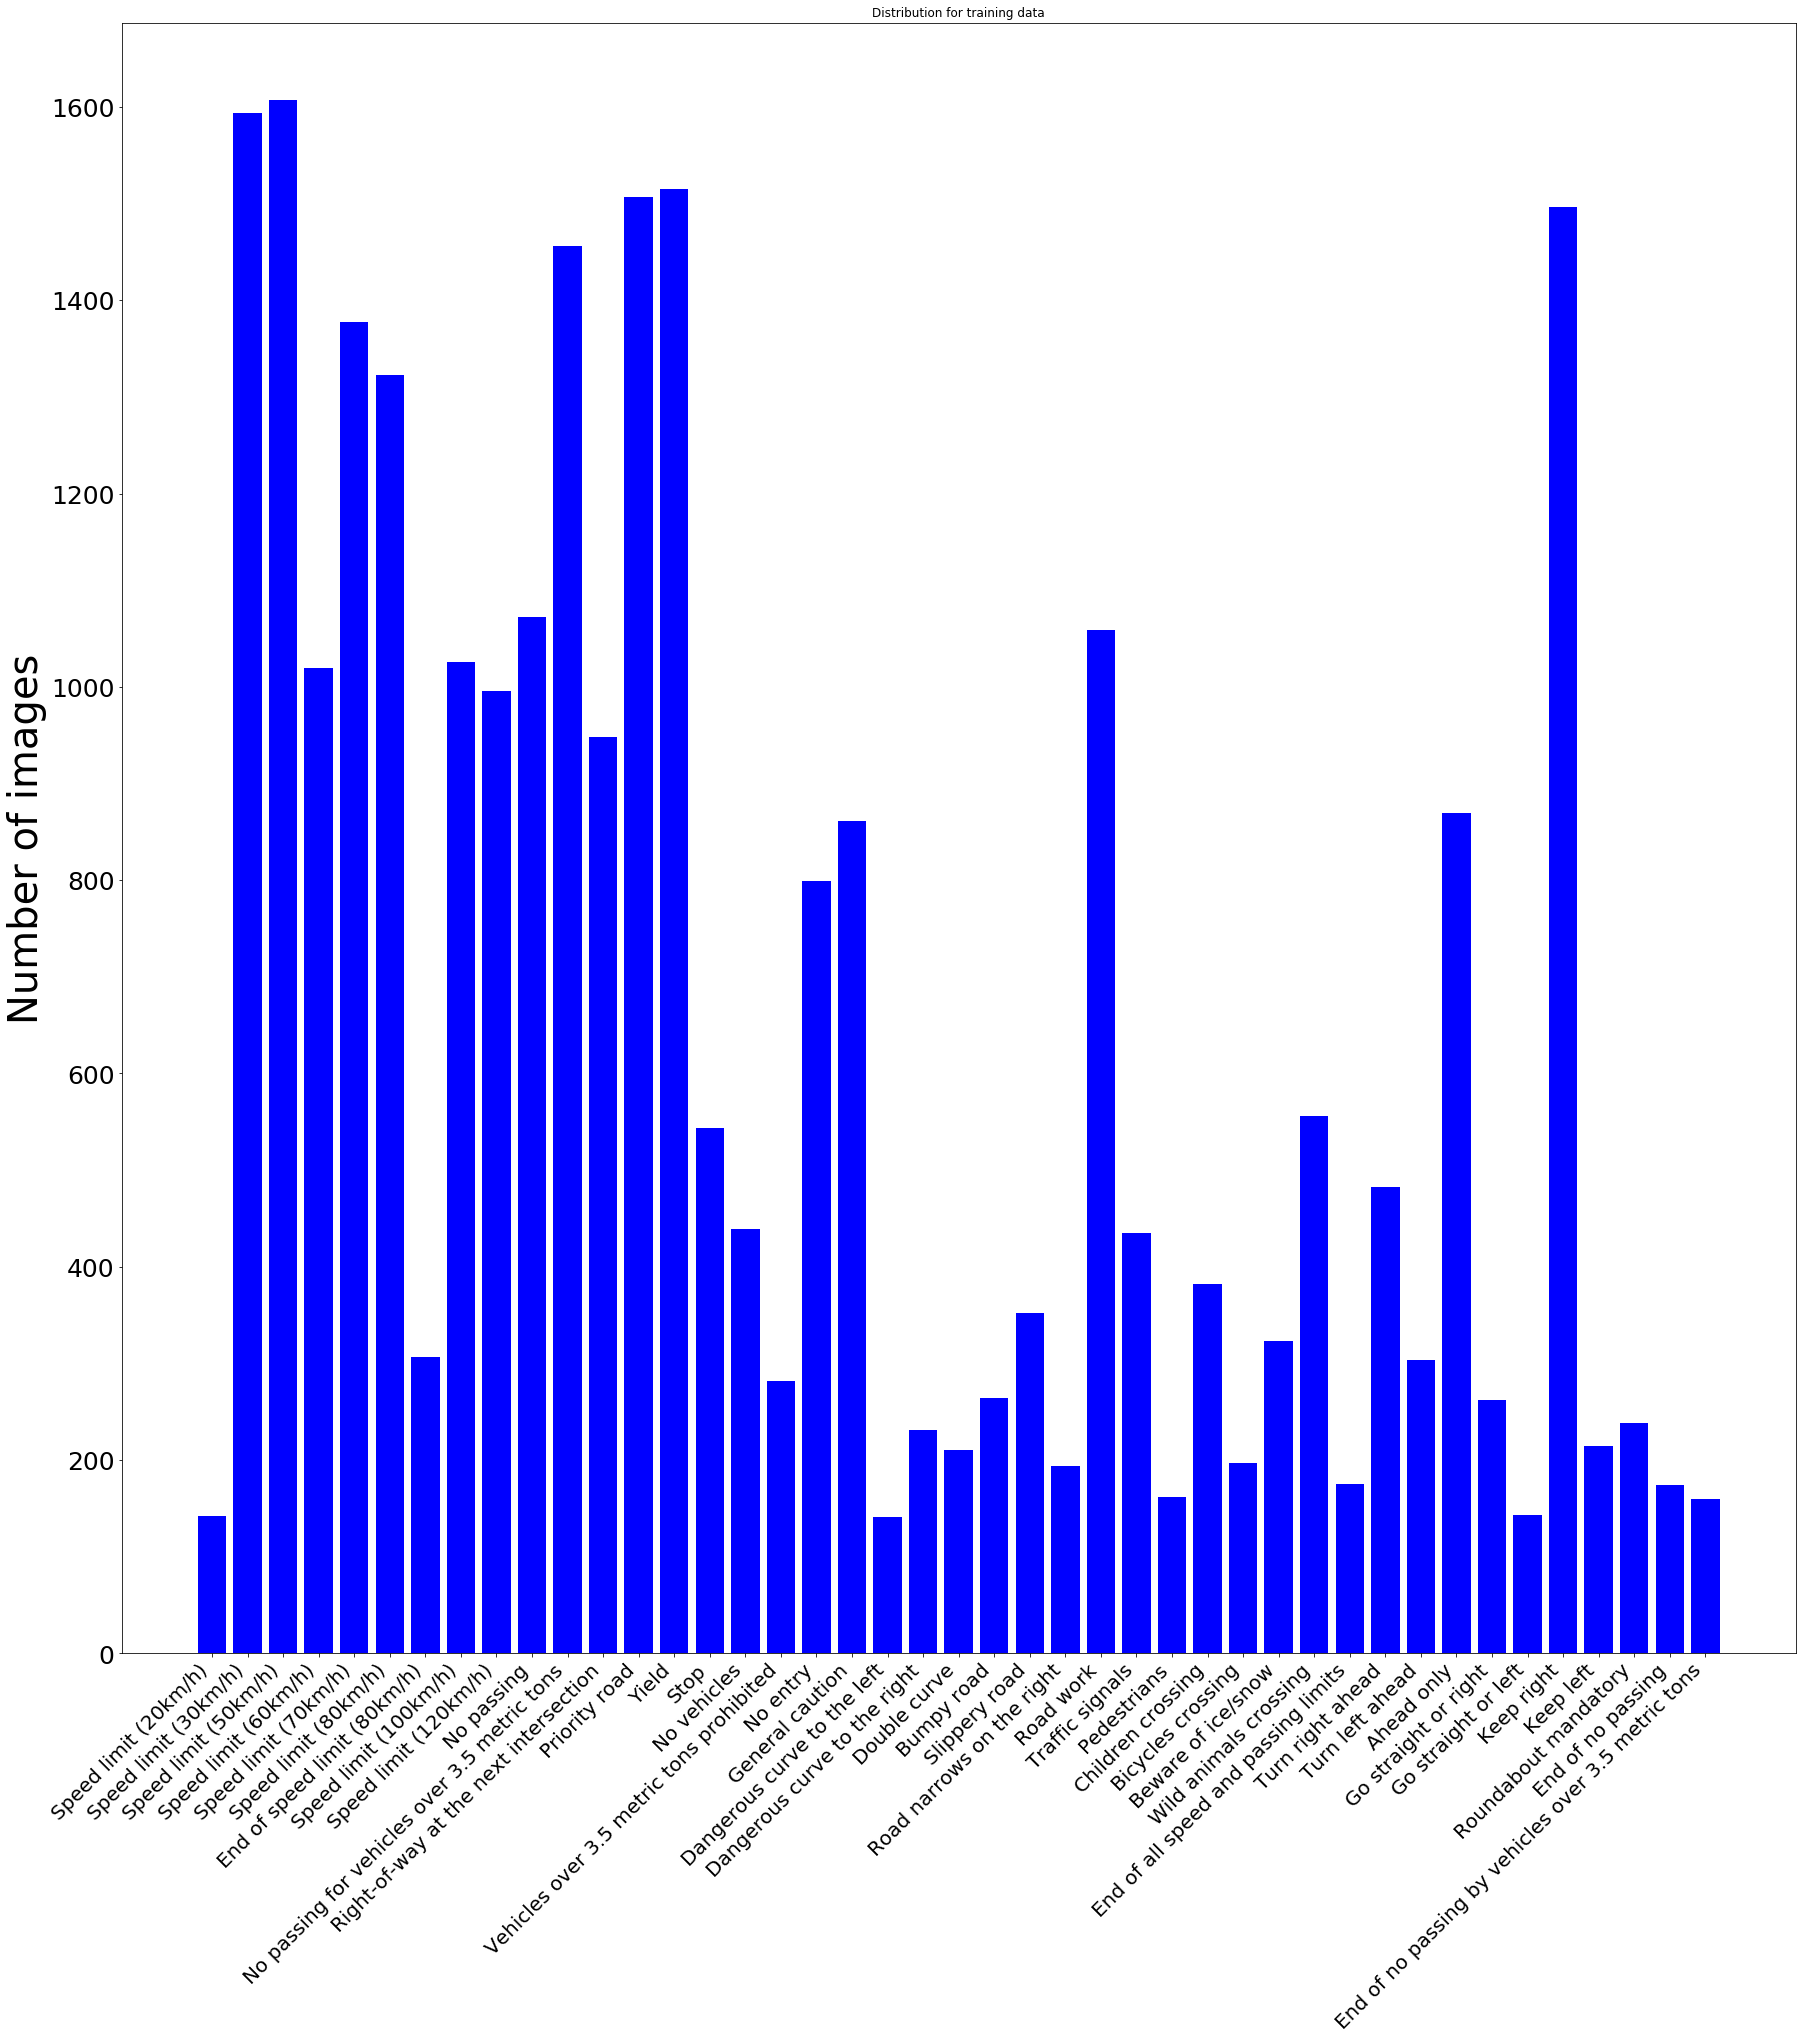 Distribution for training data
Number of images
1600
1400
1200
1000
800
600
400
200
0
Speed limit (20km/h)
Speed limit (30km/h)
Speed limit (50km/h)
Speed limit (60km/h)
Speed limit (70km/h)
Speed limit (80km/h)
End of speed limit (80km/h)
Speed limit (100km/h)
Speed limit (120km/h)
No passing
No passing for vehicles over 3.5 metric tons
Right-of-way at the next intersection
Priority road
Yield
Stop
No vehicles
Vehicles over 3.5 metric tons prohibited
No entry
General caution
Dangerous curve to the left
Dangerous curve to the right
Double curve
Bumpy road
Slippery road
Road narrows on the right
Road work
Traffic signals
Pedestrians
Children crossing
Bicycles crossing
Beware of ice/snow
Wild animals crossing
End of all speed and passing limits
Turn right ahead
Turn left ahead
Ahead only
Go straight or right
Go straight or left
Keep right
Keep left
Roundabout mandatory
End of no passing
End of no passing by vehicles over 3.5 metric tons